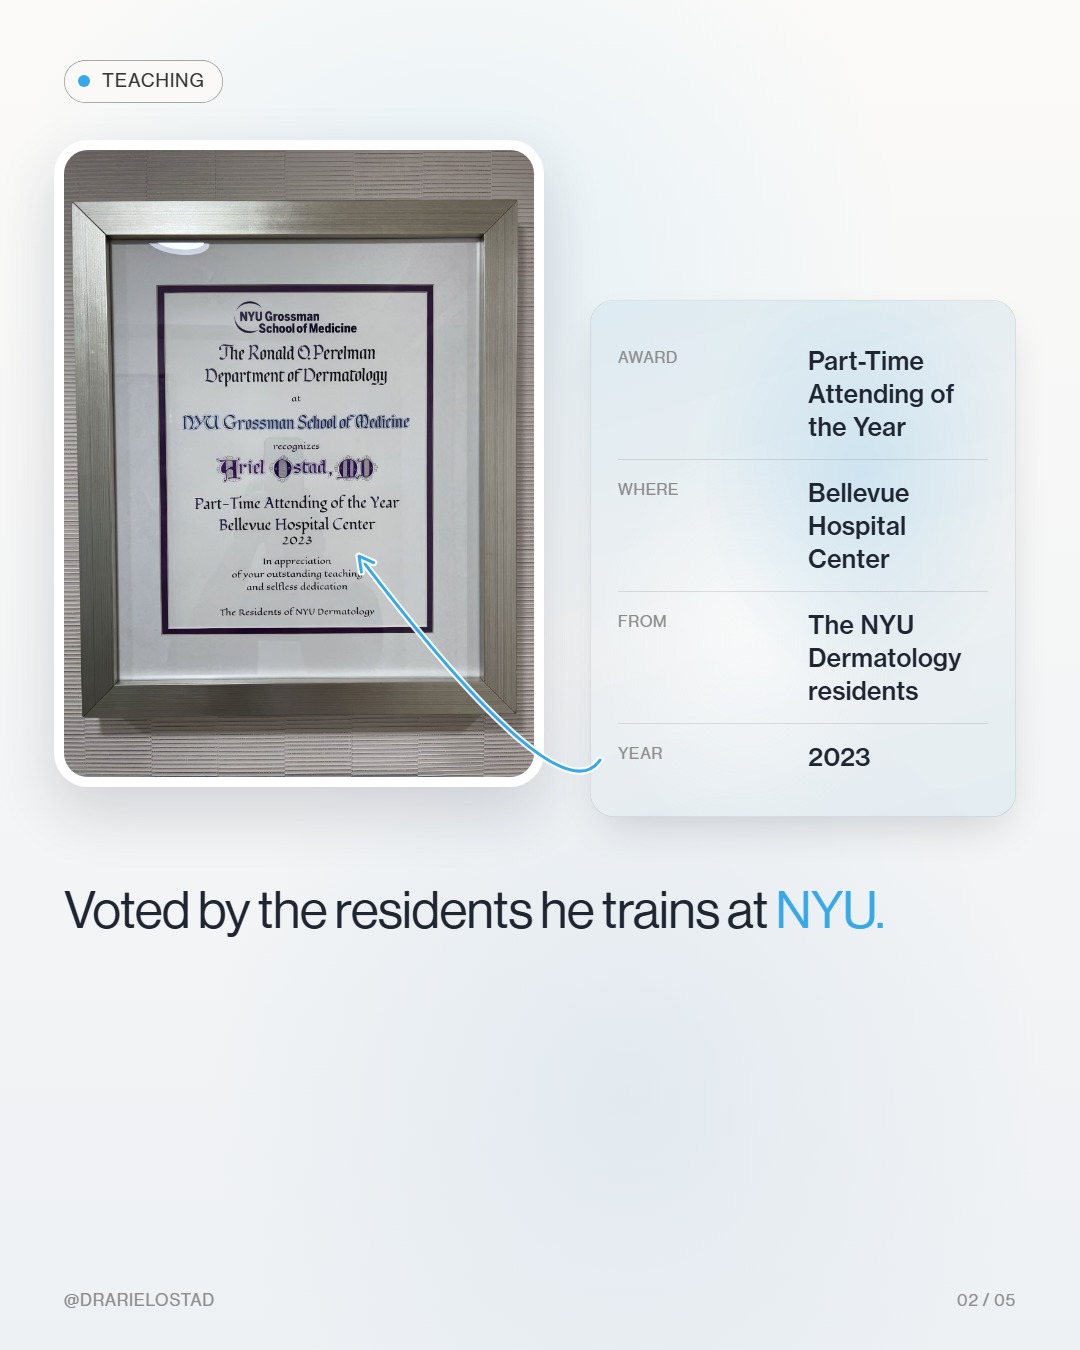 TEACHING
NYU Grossman
School of Medicine
The Ronald O. Perelman
Department of Dermatology
at
NYU Grossman School of Medicine
recognizes
Ariel Ostad, MD
Part-Time Attending of the Year
Bellevue Hospital Center
2023
In appreciation
of your outstanding teaching
and selfless dedication
The Residents of NYU Dermatology
AWARD
Part-Time
Attending of
the Year
WHERE
Bellevue
Hospital
Center
FROM
The NYU
Dermatology
residents
YEAR
2023
Voted by the residents he trains at NYU.
@DRARIELOSTAD
02 / 05